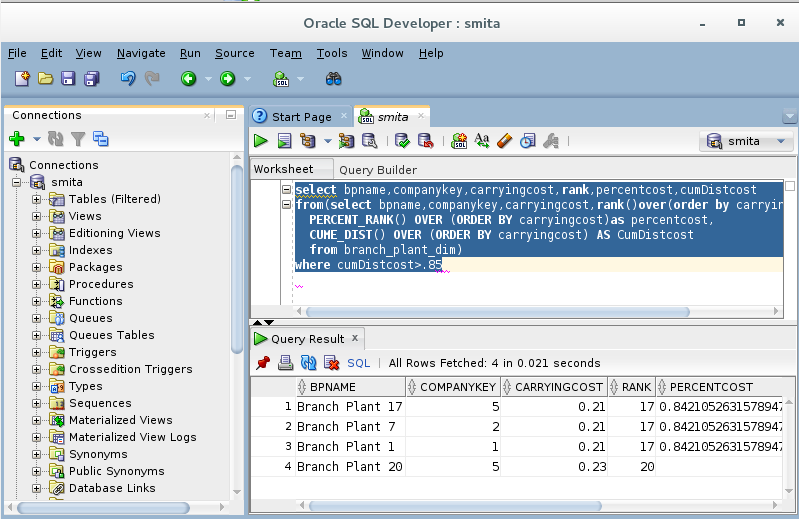 Oracle SQL Developer : smita
File Edit View Navigate Run Source Team Tools Window Help
Connections
Start Page
smita
smita
Worksheet Query Builder
Connections
smita
Tables (Filtered)
Views
Editioning Views
Indexes
Packages
Procedures
Functions
Queues
Queues Tables
Triggers
Crossedition Triggers
Types
Sequences
Materialized Views
Materialized View Logs
Synonyms
Public Synonyms
Database Links
select bpname,companykey,carryingcost,rank,percentcost,cumDistcost
from(select bpname,companykey,carryingcost,rank()over(order by carryin
PERCENT_RANK() OVER (ORDER BY carryingcost)as percentcost,
CUME_DIST() OVER (ORDER BY carryingcost) AS CumDistcost
from branch_plant_dim)
where cumDistcost>.85
Query Result x
SQL | All Rows Fetched: 4 in 0.021 seconds
BPNAME COMPANYKEY CARRYINGCOST RANK PERCENTCOST
1 Branch Plant 17 5 0.21 17 0.8421052631578947
2 Branch Plant 7 2 0.21 17 0.8421052631578947
3 Branch Plant 1 1 0.21 17 0.8421052631578947
4 Branch Plant 20 5 0.23 20